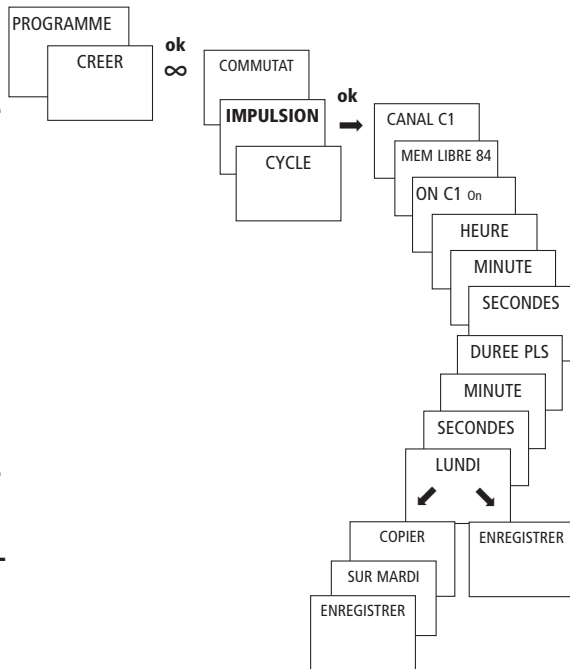 PROGRAMME
CREER
ok
∞
COMMUTAT
IMPULSION
CYCLE
ok
CANAL C1
MEM LIBRE 84
ON C1 On
HEURE
MINUTE
SECONDES
DUREE PLS
MINUTE
SECONDES
LUNDI
COPIER
SUR MARDI
ENREGISTRER
ENREGISTRER